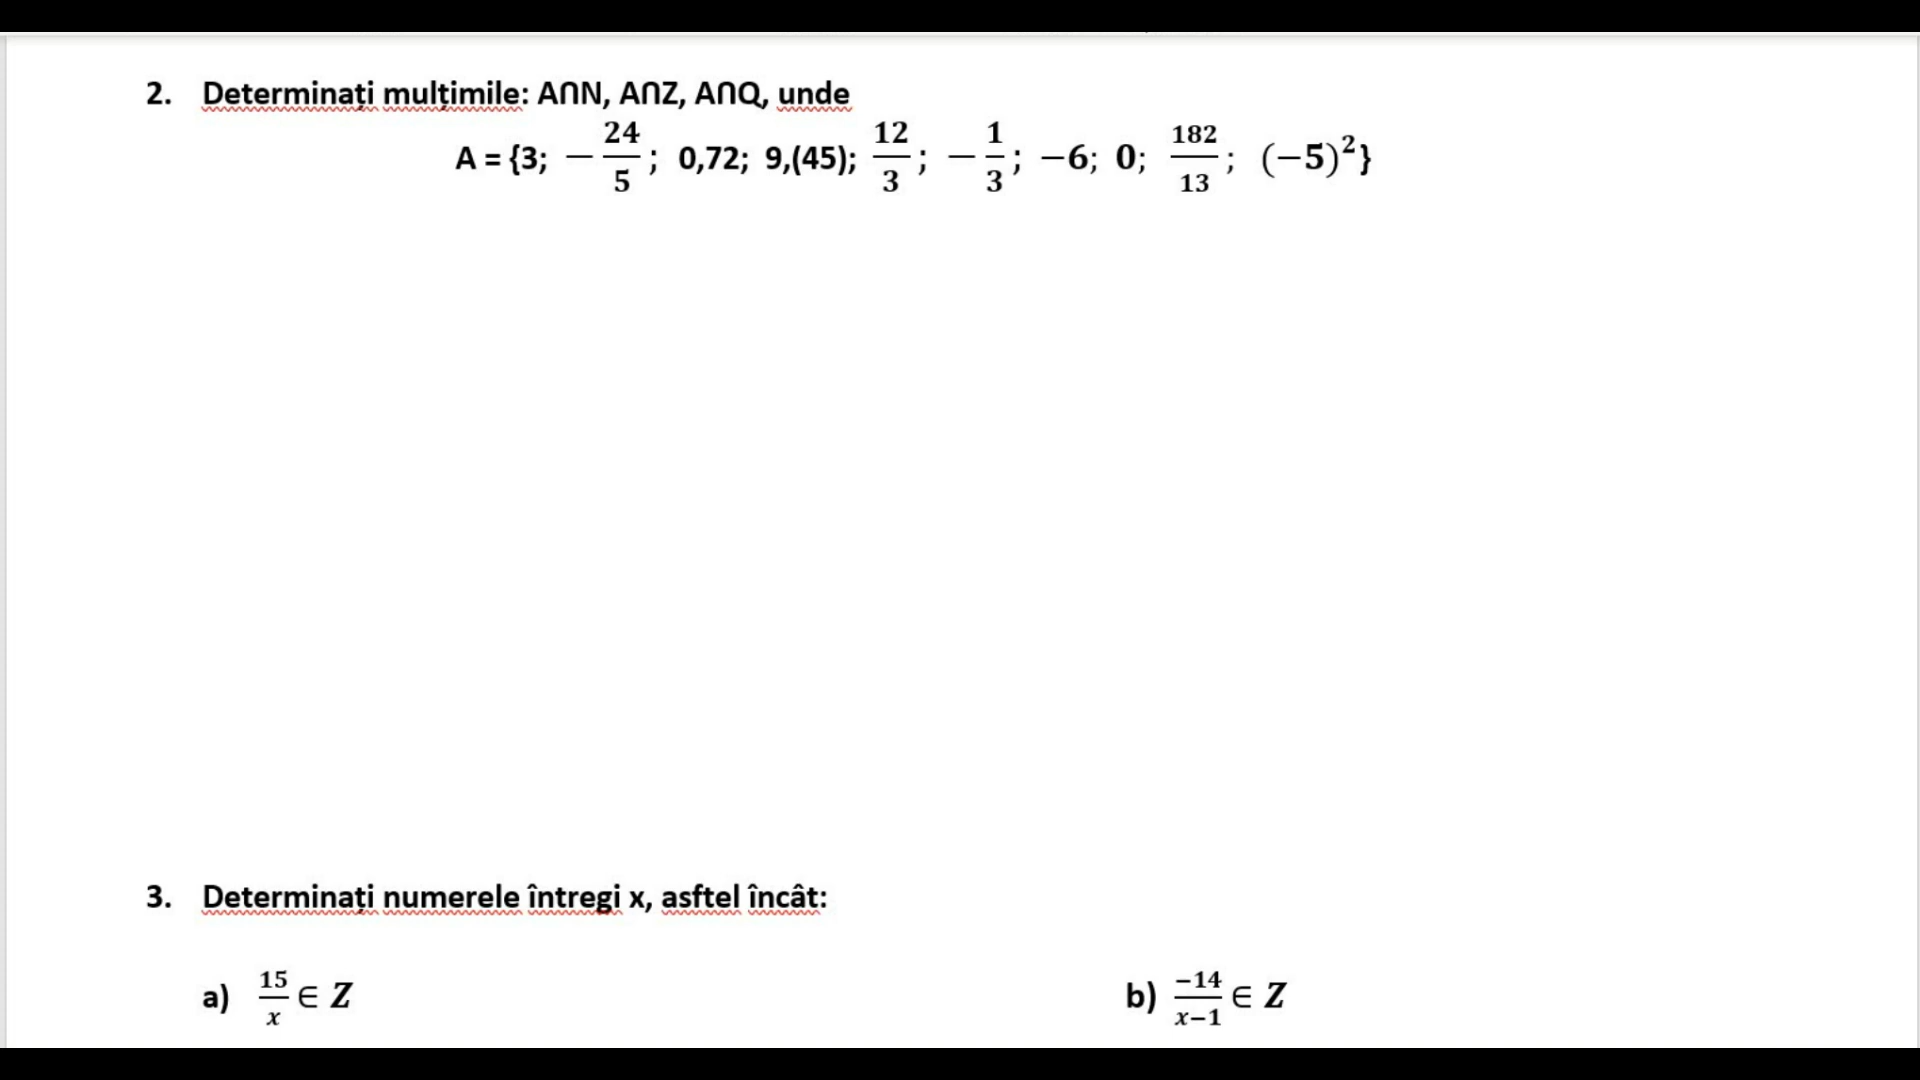 2. Determinați mulțimile: A∩N, A∩Z, A∩Q, unde
A = {3; −24/5; 0,72; 9,(45); 12/3; −1/3; −6; 0; 182/13; (−5)²}
3. Determinați numerele întregi x, asftel încât:
a) 15/x ∈ Z
b) −14/x−1 ∈ Z